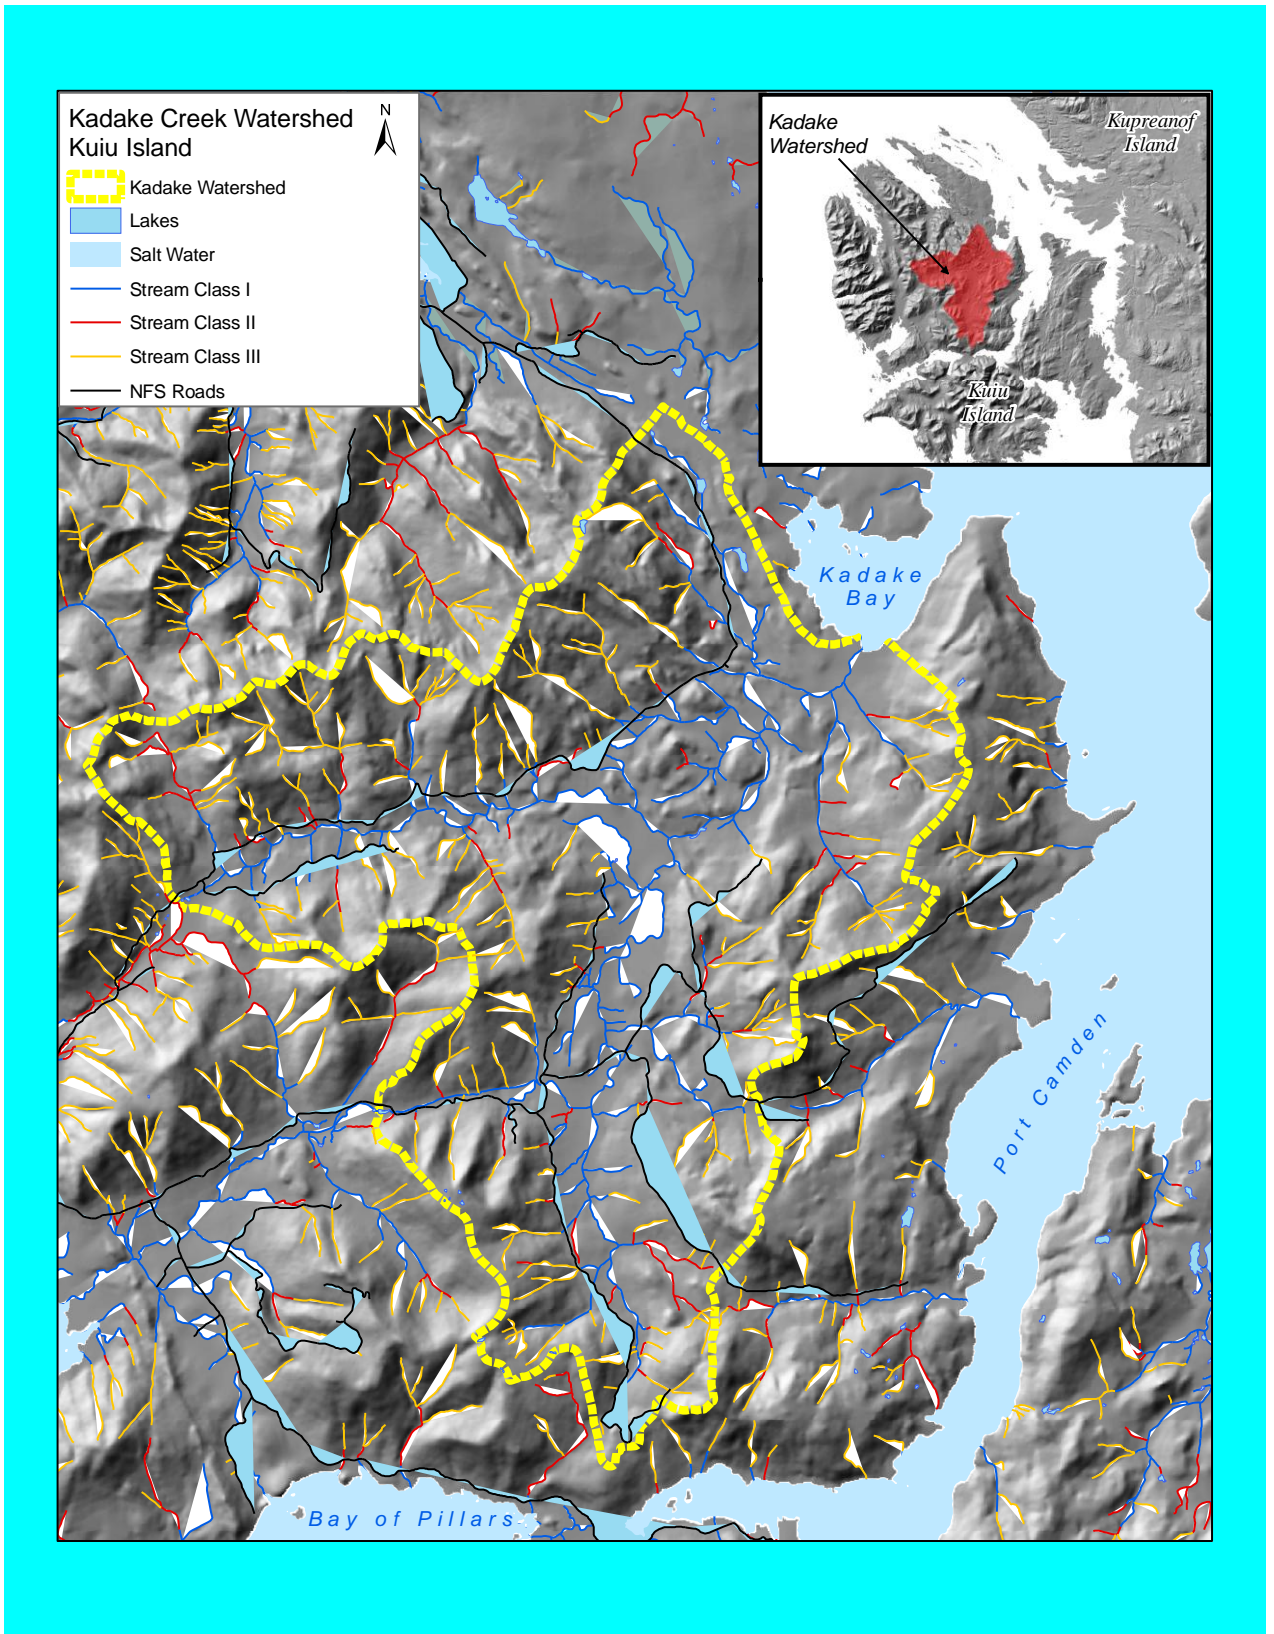 Kadake Creek Watershed
Kuiu Island
N
Kadake Watershed
Lakes
Salt Water
Stream Class I
Stream Class II
Stream Class III
NFS Roads
Kadake
Watershed
Kupreanof
Island
Kuiu
Island
Kadake
Bay
Port Camden
Bay of Pillars